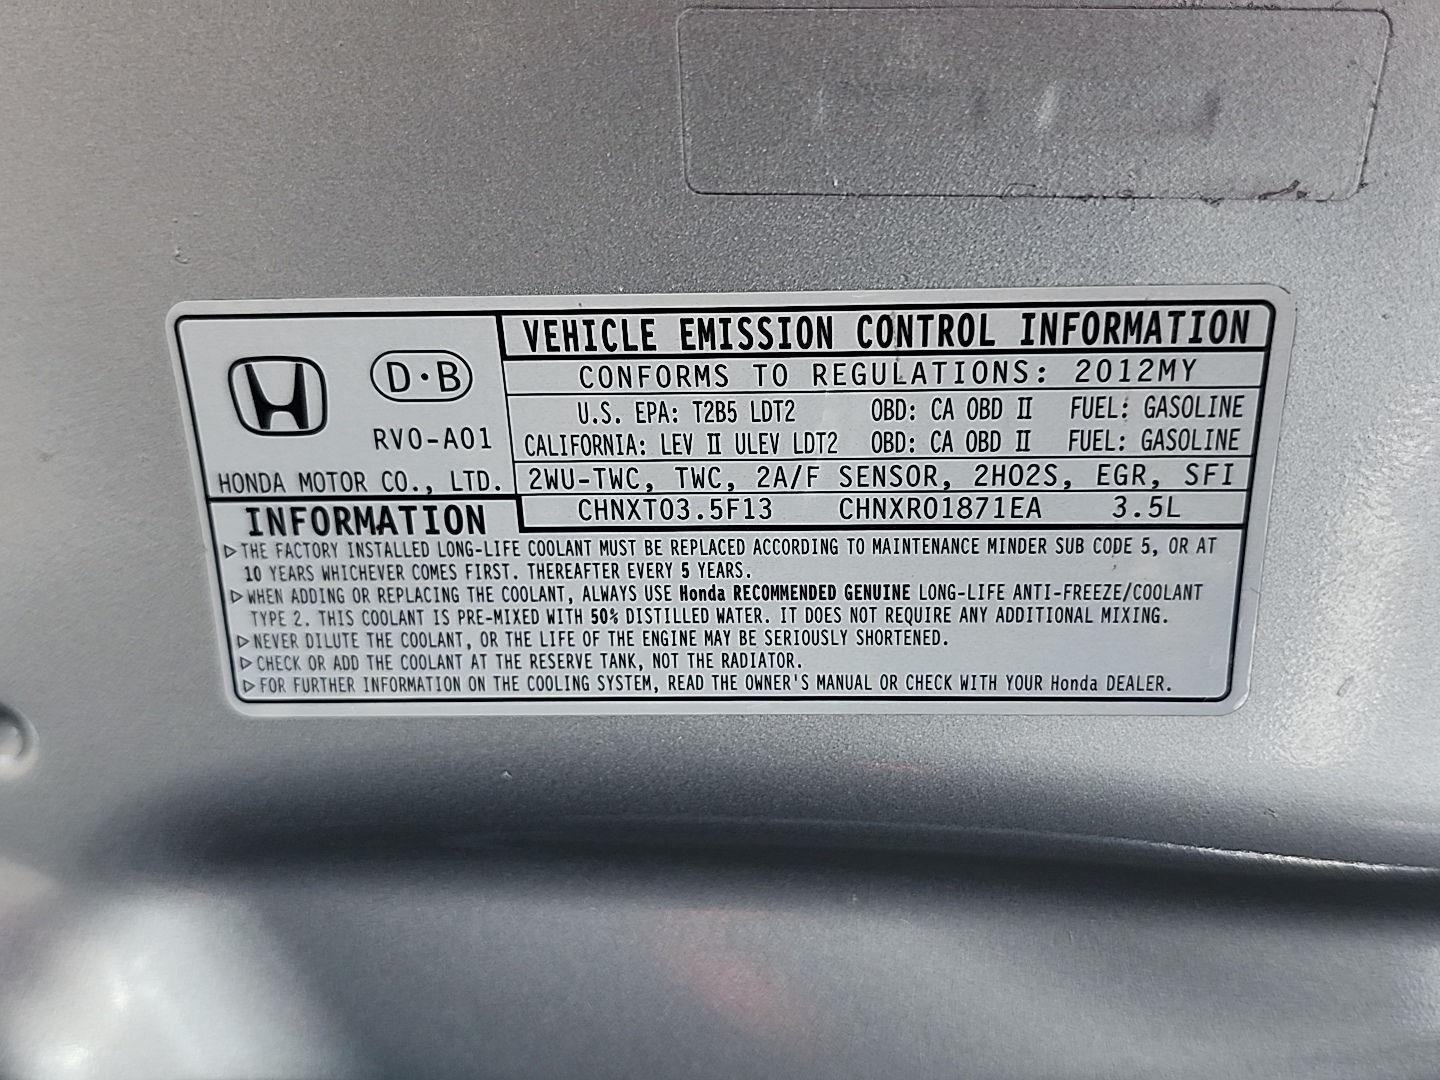 VEHICLE EMISSION CONTROL INFORMATION
CONFORMS TO REGULATIONS: 2012MY
D·B
U.S. EPA: T2B5 LDT2 OBD: CA OBD II FUEL: GASOLINE
RV0-A01
CALIFORNIA: LEV II ULEV LDT2 OBD: CA OBD II FUEL: GASOLINE
HONDA MOTOR CO., LTD.
2WU-TWC, TWC, 2A/F SENSOR, 2HO2S, EGR, SFI
CHNXT03.5F13 CHNXR01871EA 3.5L
INFORMATION
▷THE FACTORY INSTALLED LONG-LIFE COOLANT MUST BE REPLACED ACCORDING TO MAINTENANCE MINDER SUB CODE 5, OR AT
10 YEARS WHICHEVER COMES FIRST. THEREAFTER EVERY 5 YEARS.
▷WHEN ADDING OR REPLACING THE COOLANT, ALWAYS USE Honda RECOMMENDED GENUINE LONG-LIFE ANTI-FREEZE/COOLANT
TYPE 2. THIS COOLANT IS PRE-MIXED WITH 50% DISTILLED WATER. IT DOES NOT REQUIRE ANY ADDITIONAL MIXING.
▷NEVER DILUTE THE COOLANT, OR THE LIFE OF THE ENGINE MAY BE SERIOUSLY SHORTENED.
▷CHECK OR ADD THE COOLANT AT THE RESERVE TANK, NOT THE RADIATOR.
▷FOR FURTHER INFORMATION ON THE COOLING SYSTEM, READ THE OWNER'S MANUAL OR CHECK WITH YOUR Honda DEALER.